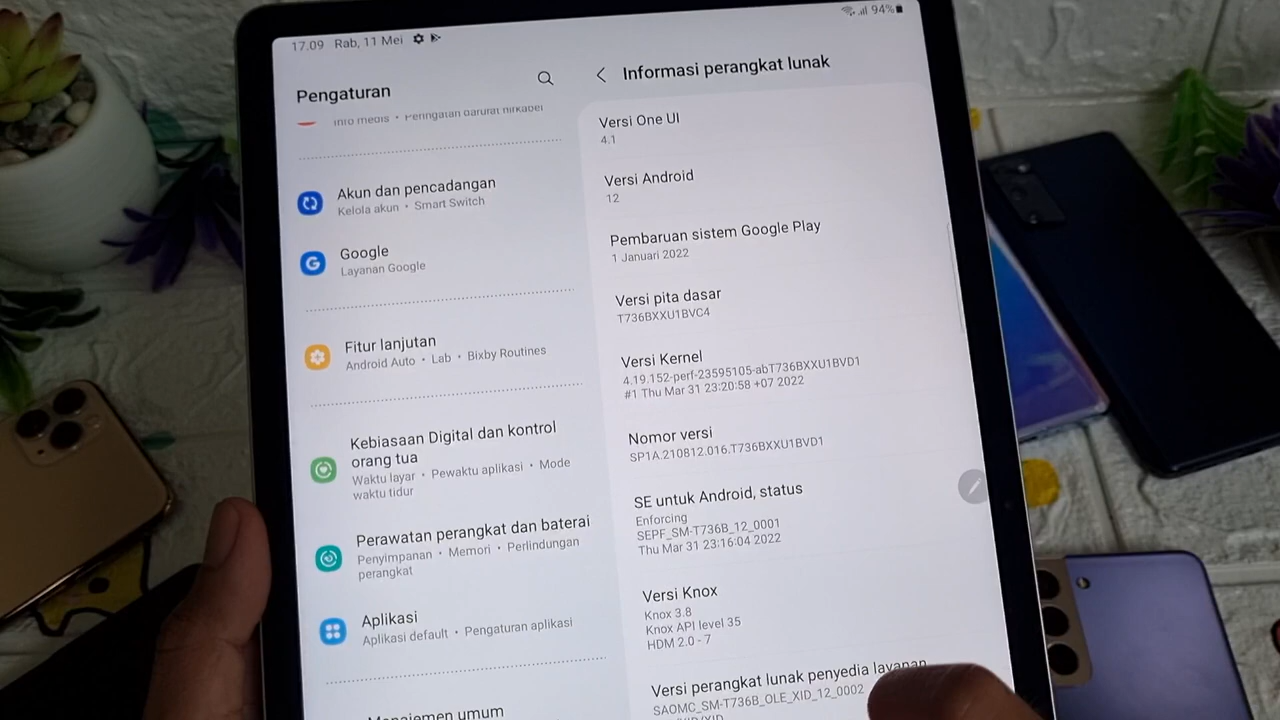 17.09 Rab, 11 Mei
94%
Pengaturan
Info medis • Peringatan darurat nirkabel
Akun dan pencadangan
Kelola akun • Smart Switch
Google
Layanan Google
Fitur lanjutan
Android Auto • Lab • Bixby Routines
Kebiasaan Digital dan kontrol
orang tua
Waktu layar • Pewaktu aplikasi • Mode
waktu tidur
Perawatan perangkat dan baterai
Penyimpanan • Memori • Perlindungan
perangkat
Aplikasi
Aplikasi default • Pengaturan aplikasi
Manajemen umum
Informasi perangkat lunak
Versi One UI
4.1
Versi Android
12
Pembaruan sistem Google Play
1 Januari 2022
Versi pita dasar
T736BXXU1BVC4
Versi Kernel
4.19.152-perf-23595105-abT736BXXU1BVD1
#1 Thu Mar 31 23:20:58 +07 2022
Nomor versi
SP1A.210812.016.T736BXXU1BVD1
SE untuk Android, status
Enforcing
SEPF_SM-T736B_12_0001
Thu Mar 31 23:16:04 2022
Versi Knox
Knox 3.8
Knox API level 35
HDM 2.0 - 7
Versi perangkat lunak penyedia layanan
SAOMC_SM-T736B_OLE_XID_12_0002